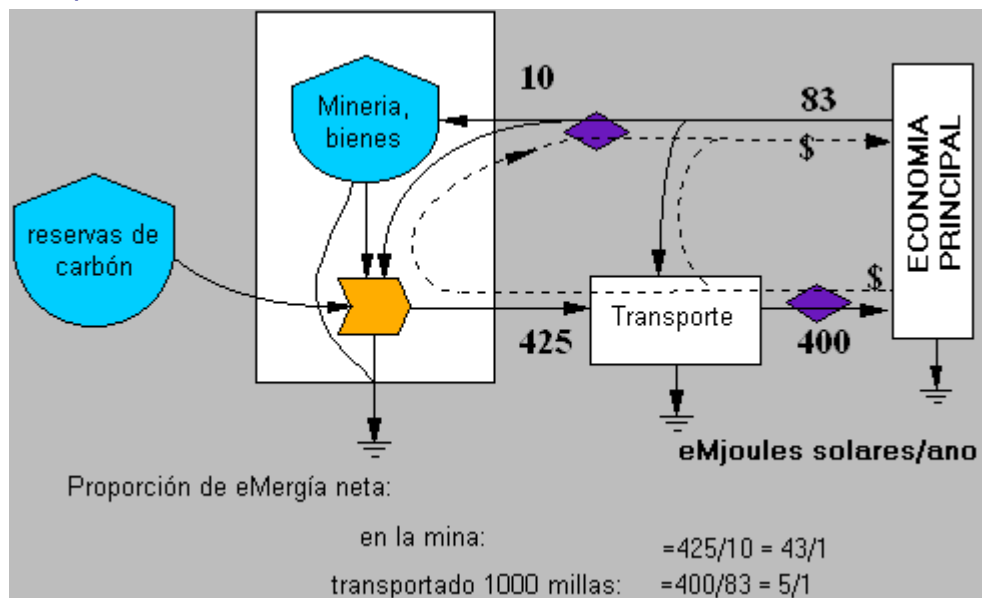 10
83
Mineria,
bienes
$
ECONOMIA
PRINCIPAL
reservas de
carbón
$
Transporte
425
400
eMjoules solares/ano
Proporción de eMergía neta:
en la mina: =425/10 = 43/1
transportado 1000 millas: =400/83 = 5/1